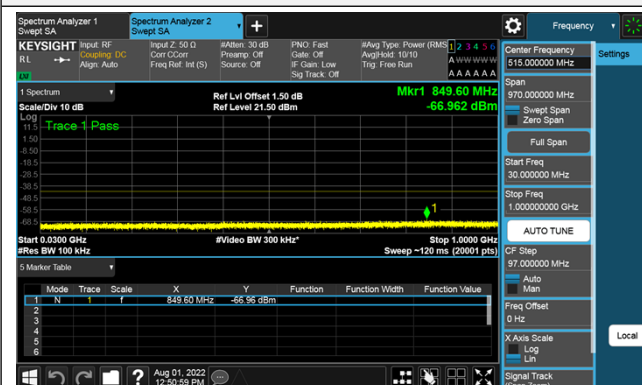 Spectrum Analyzer 1
Swept SA
Spectrum Analyzer 2
Swept SA
+
Frequency
KEYSIGHT
RL
LV
Input: RF
Coupling: DC
Align: Auto
Input Z: 50 Ω
Corr CCorr
Freq Ref: Int (S)
#Atten: 30 dB
Preamp: Off
Source: Off
PNO: Fast
Gate: Off
IF Gain: Low
Sig Track: Off
#Avg Type: Power (RMS
Avg|Hold: 10/10
Trig: Free Run
1 2 3 4 5 6
A W W W W W
A A A A A A
1 Spectrum
Scale/Div 10 dB
Ref Lvl Offset 1.50 dB
Ref Level 21.50 dBm
Mkr1 849.60 MHz
-66.962 dBm
Log
Trace 1 Pass
11.5
1.50
-8.50
-18.5
-28.5
-38.5
-48.5
-58.5
-68.5
1
Start 0.0300 GHz
#Res BW 100 kHz
#Video BW 300 kHz*
Stop 1.0000 GHz
Sweep ~120 ms (20001 pts)
5 Marker Table
Mode Trace Scale X Y Function Function Width Function Value
1 N 1 f 849.60 MHz -66.96 dBm
2
3
4
5
6
Aug 01, 2022
12:50:59 PM
Center Frequency
515.000000 MHz
Span
970.000000 MHz
Swept Span
Zero Span
Full Span
Start Freq
30.000000 MHz
Stop Freq
1.000000000 GHz
AUTO TUNE
CF Step
97.000000 MHz
Auto
Man
Freq Offset
0 Hz
X Axis Scale
Log
Lin
Signal Track
(Span Zoom)
Settings
Local